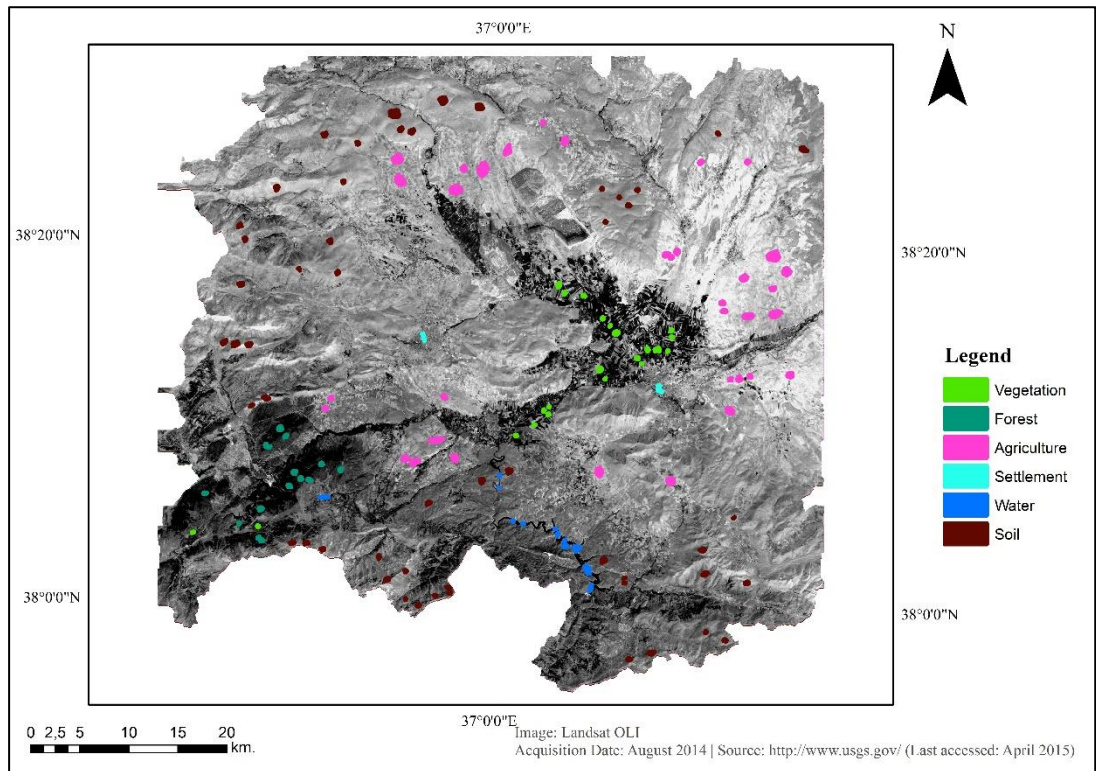 37°0'0"E
N
38°20'0"N
38°20'0"N
Legend
Vegetation
Forest
Agriculture
Settlement
Water
Soil
38°0'0"N
38°0'0"N
37°0'0"E
0 2,5 5 10 15 20
km.
Image: Landsat OLI
Acquisition Date: August 2014 | Source: http://www.usgs.gov/ (Last accessed: April 2015)